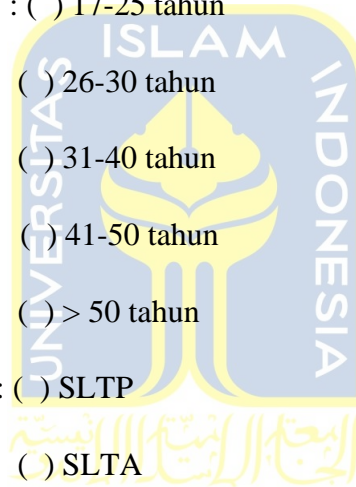 : ( ) 17-25 tahun
ISLAM
( ) 26-30 tahun
( ) 31-40 tahun
UNIVERSITAS
INDONESIA
( ) 41-50 tahun
( ) > 50 tahun
: ( ) SLTP
( ) SLTA